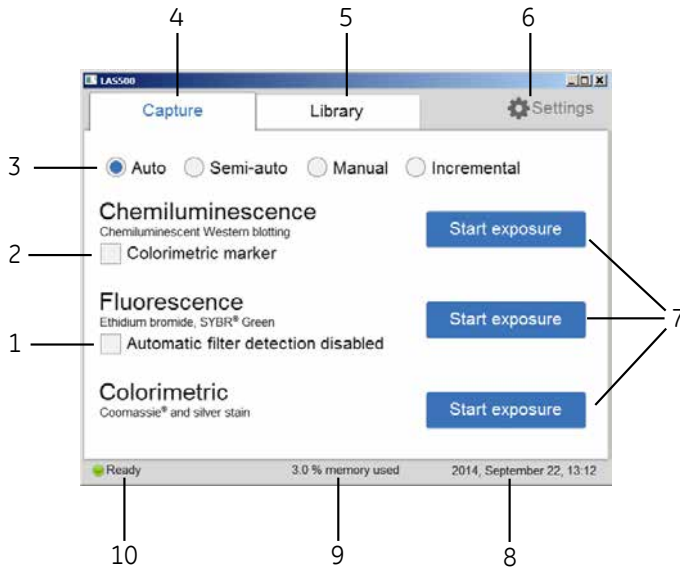 4 5 6
LAS500
Capture Library Settings
3 Auto Semi-auto Manual Incremental
Chemiluminescence
Chemiluminescent Western blotting
Start exposure
2 Colorimetric marker
Fluorescence
Ethidium bromide, SYBR® Green
Start exposure 7
1 Automatic filter detection disabled
Colorimetric
Coomassie® and silver stain
Start exposure
Ready 3.0 % memory used 2014, September 22, 13:12
10 9 8